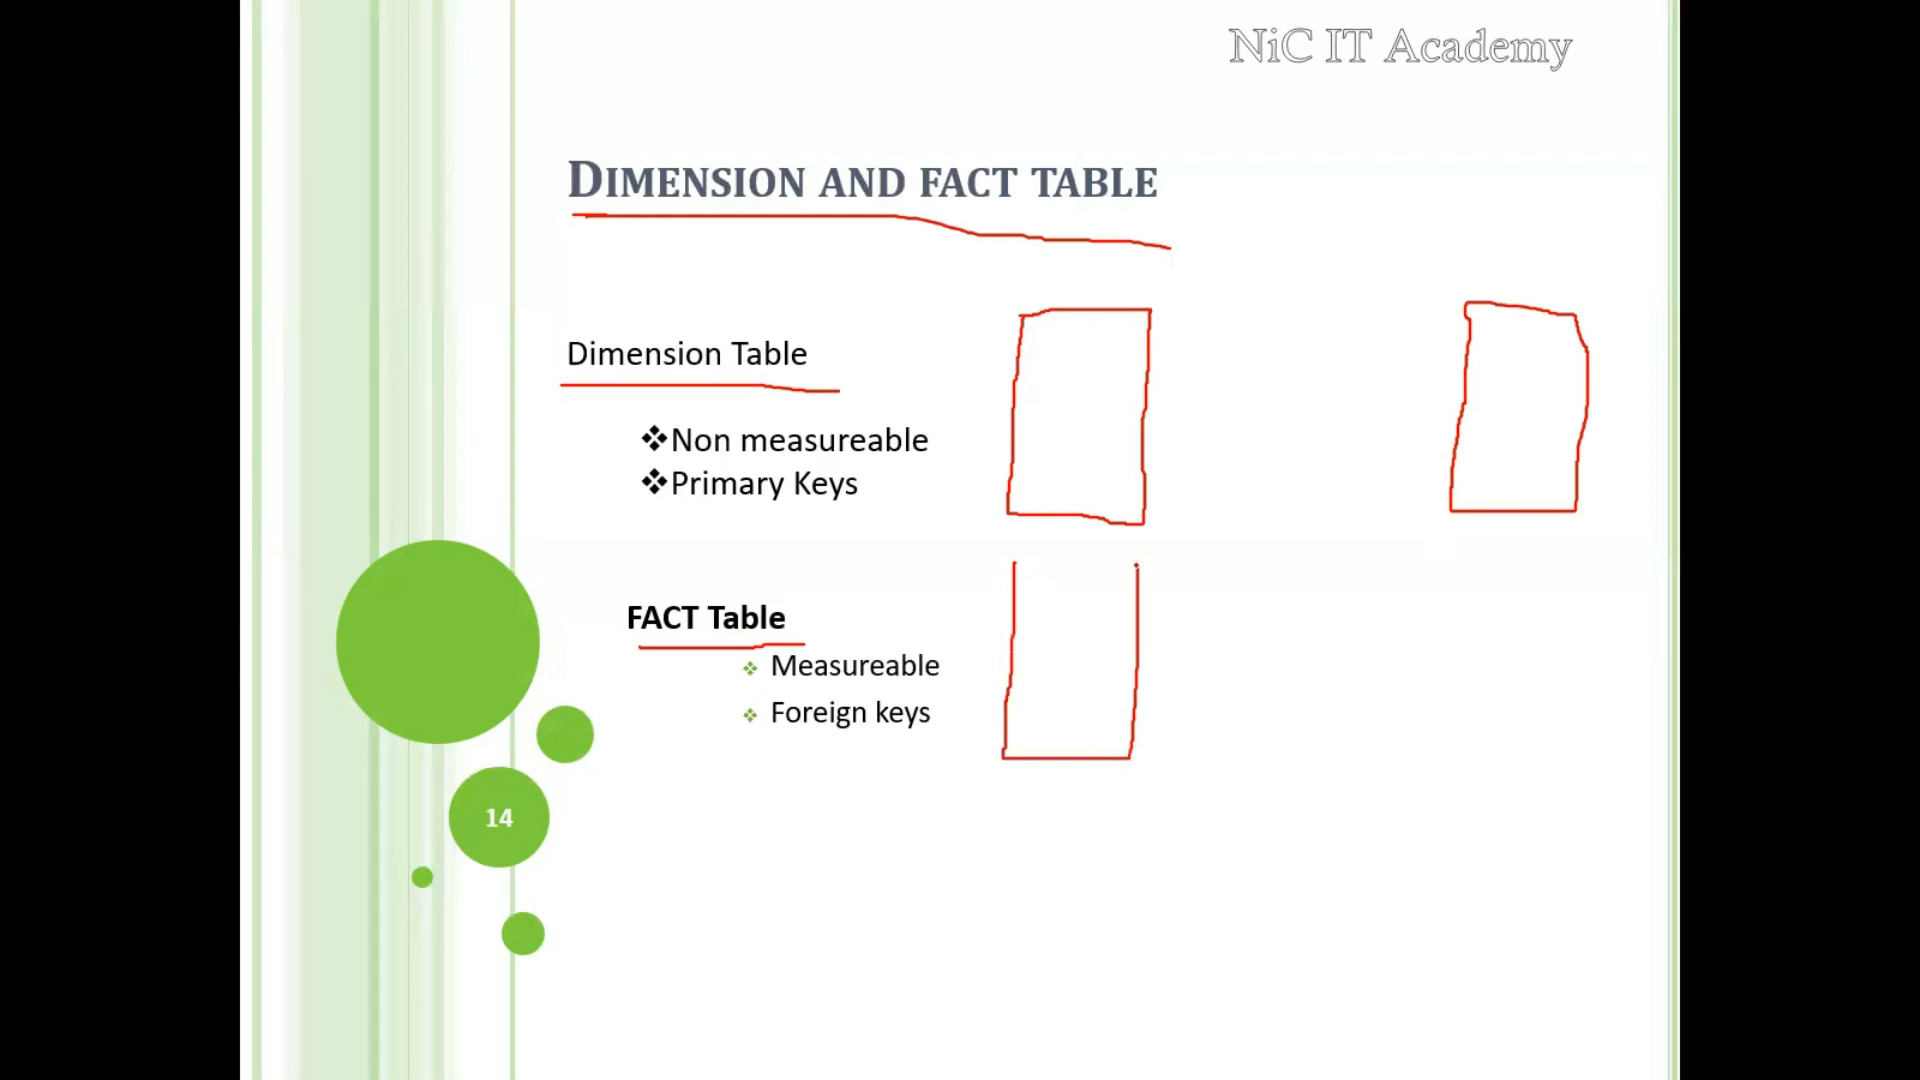 NiC IT Academy
DIMENSION AND FACT TABLE
Dimension Table
❖Non measureable
❖Primary Keys
FACT Table
❖ Measureable
❖ Foreign keys
14